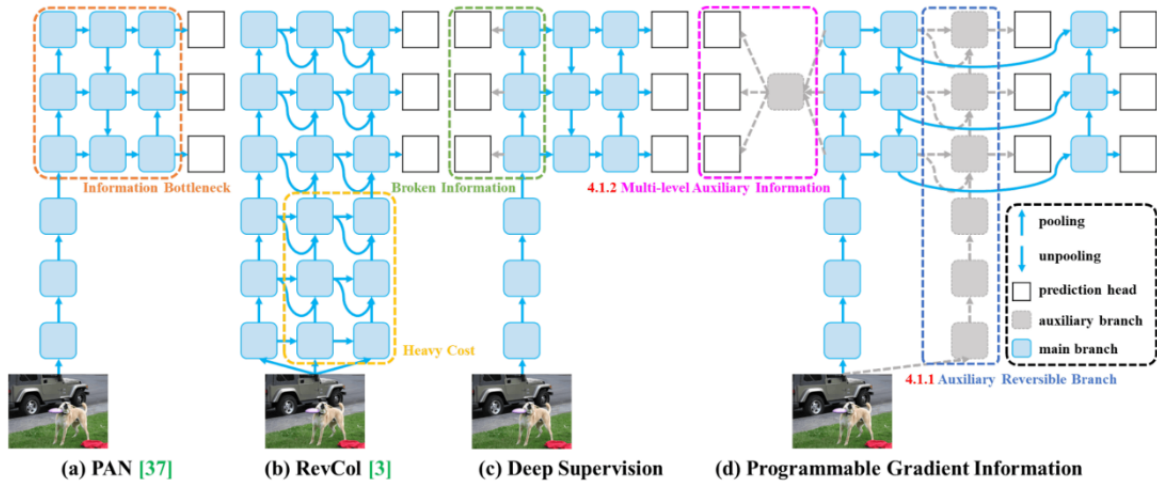 Information Bottleneck
Broken Information
4.1.2 Multi-level Auxiliary Information
pooling
unpooling
prediction head
auxiliary branch
main branch
Heavy Cost
4.1.1 Auxiliary Reversible Branch
(a) PAN [37]
(b) RevCol [3]
(c) Deep Supervision
(d) Programmable Gradient Information